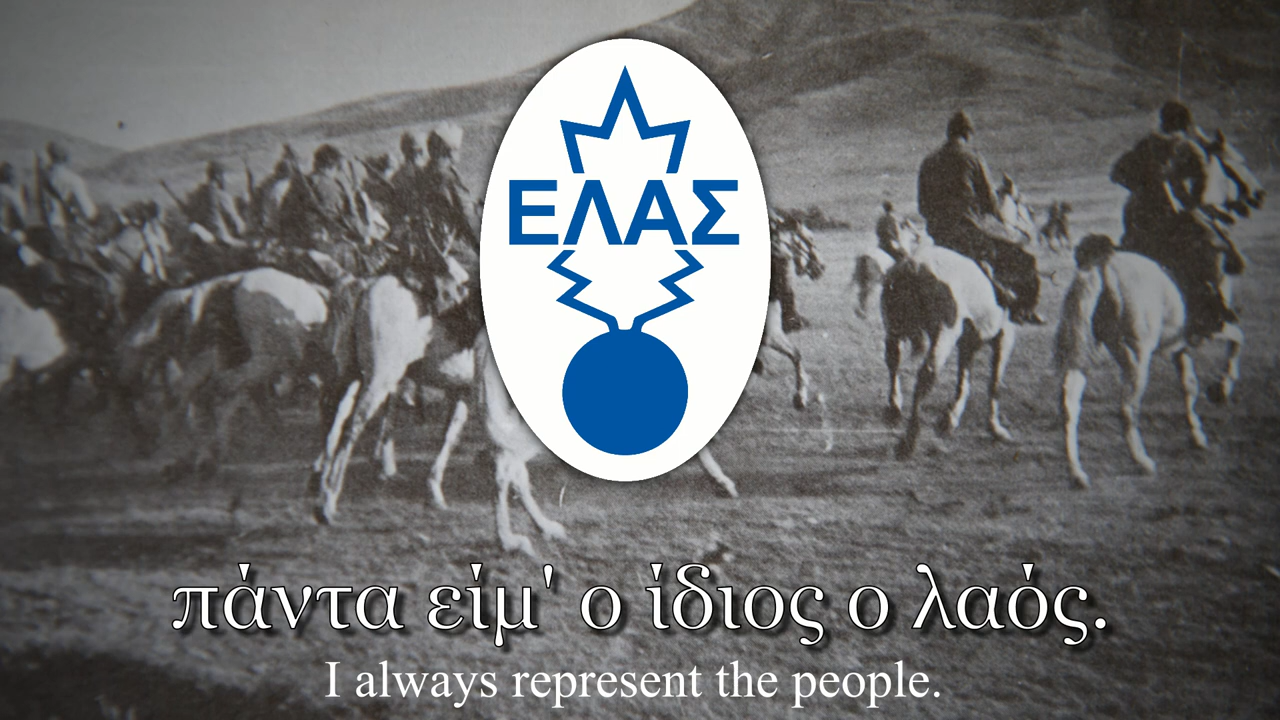 ΕΛΑΣ
πάντα είμ' ο ίδιος ο λαός.
I always represent the people.